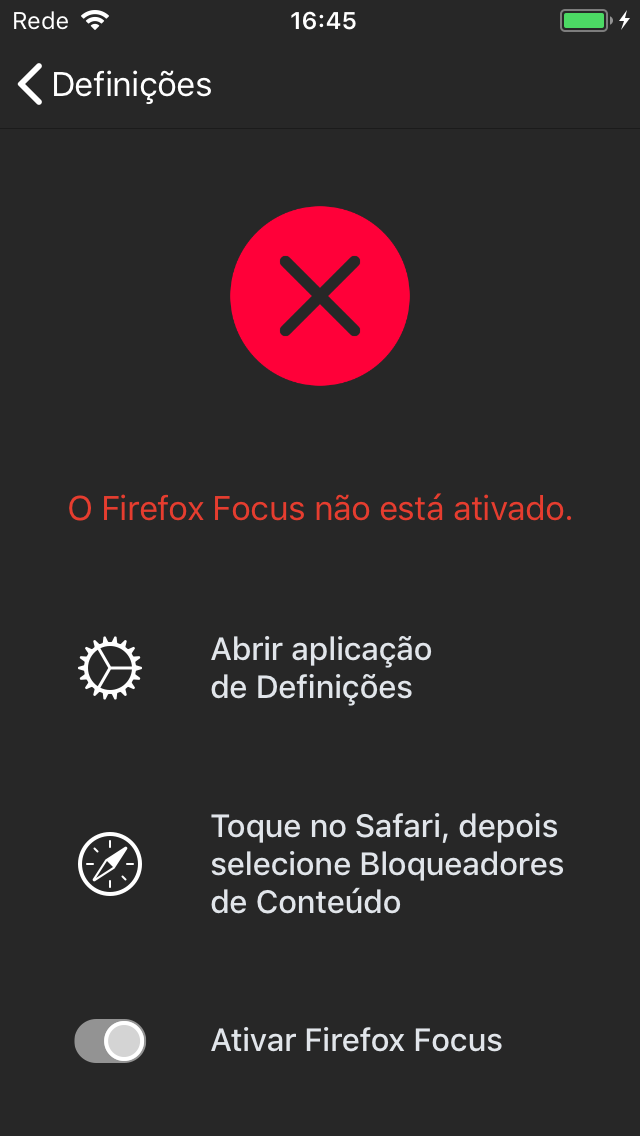 Rede 16:45
Definições
O Firefox Focus não está ativado.
Abrir aplicação
de Definições
Toque no Safari, depois
selecione Bloqueadores
de Conteúdo
Ativar Firefox Focus